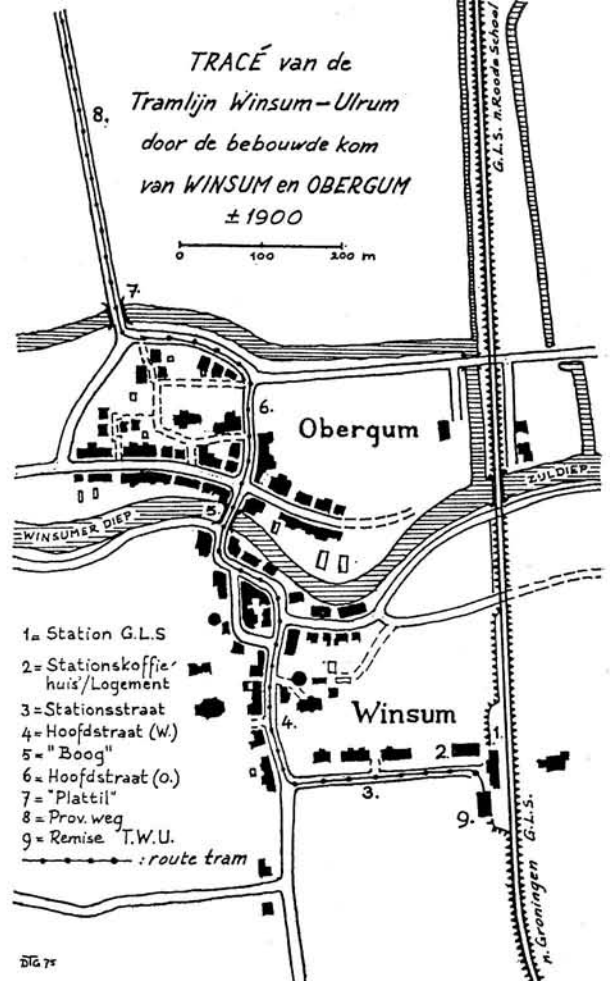 TRACÉ van de
Tramlijn Winsum-Ulrum
door de bebouwde kom
van WINSUM en OBERGUM
± 1900
0 100 200 m
8.
G.L.S. n. Roode School
7.
6.
Obergum
ZULDIEP
5.
WINSUMER DIEP
1= Station G.L.S
2= Stationskoffie-
huis'/Logement
3= Stationsstraat
4= Hoofdstraat (W.)
5= "Boog"
6= Hoofdstraat (O.)
7= "Plattil"
8= Prov. weg
9= Remise T.W.U.
: route tram
4.
Winsum
2.
1.
3.
9.
n. Groningen G.L.S.
DTG 75